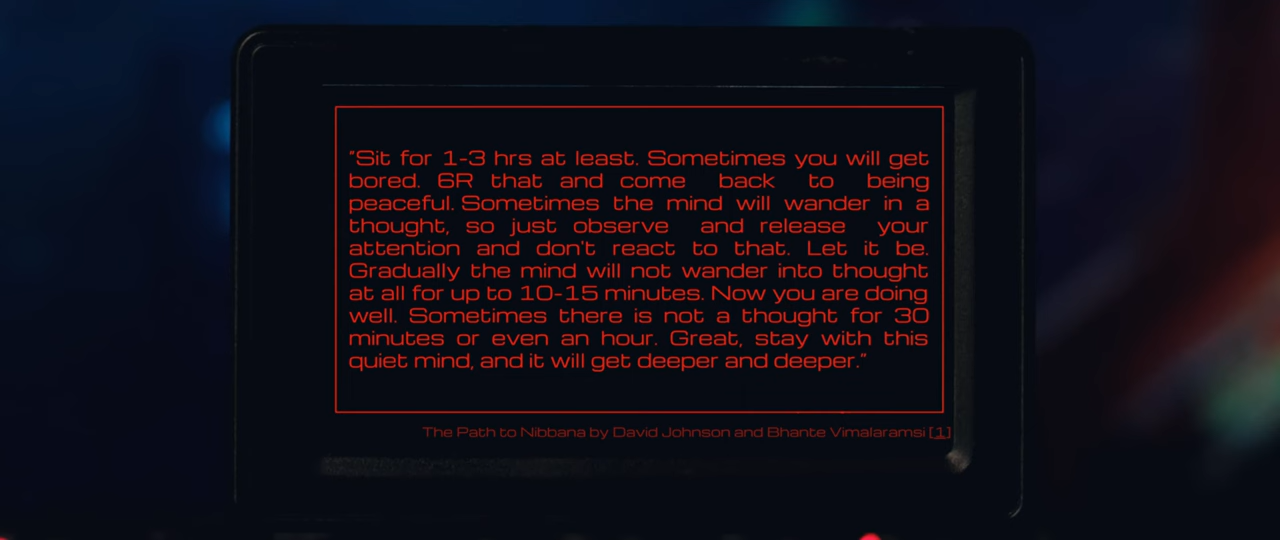 “Sit for 1-3 hrs at least. Sometimes you will get
bored. 6R that and come back to being
peaceful. Sometimes the mind will wander in a
thought, so just observe and release your
attention and don't react to that. Let it be.
Gradually the mind will not wander into thought
at all for up to 10-15 minutes. Now you are doing
well. Sometimes there is not a thought for 30
minutes or even an hour. Great, stay with this
quiet mind, and it will get deeper and deeper.”
The Path to Nibbana by David Johnson and Bhante Vimalaramsi [1]